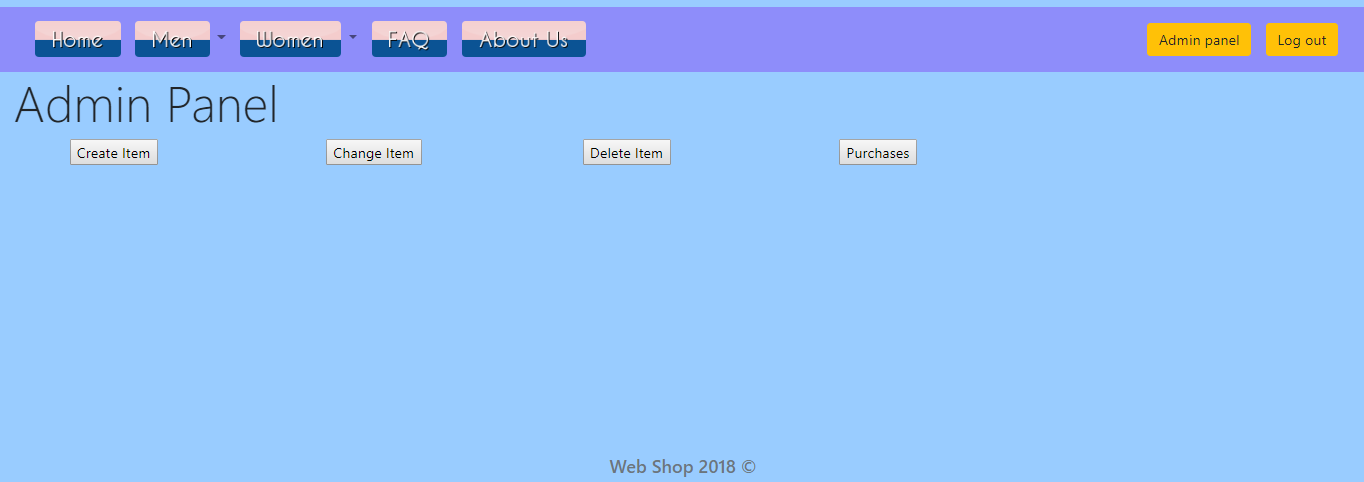 Home Men Women FAQ About Us Admin panel Log out
Admin Panel
Create Item Change Item Delete Item Purchases
Web Shop 2018 ©